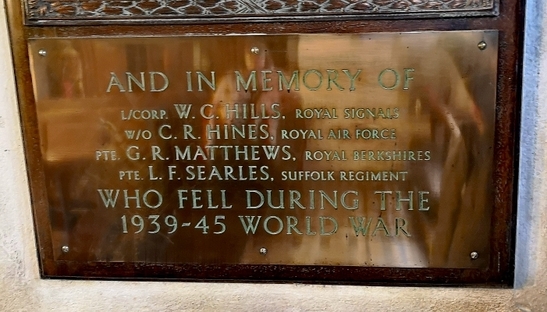 AND IN MEMORY OF
L/CORP. W. C. HILLS, ROYAL SIGNALS
W/O C. R. HINES, ROYAL AIR FORCE
PTE. G. R. MATTHEWS, ROYAL BERKSHIRES
PTE. L. F. SEARLES, SUFFOLK REGIMENT
WHO FELL DURING THE
1939-45 WORLD WAR